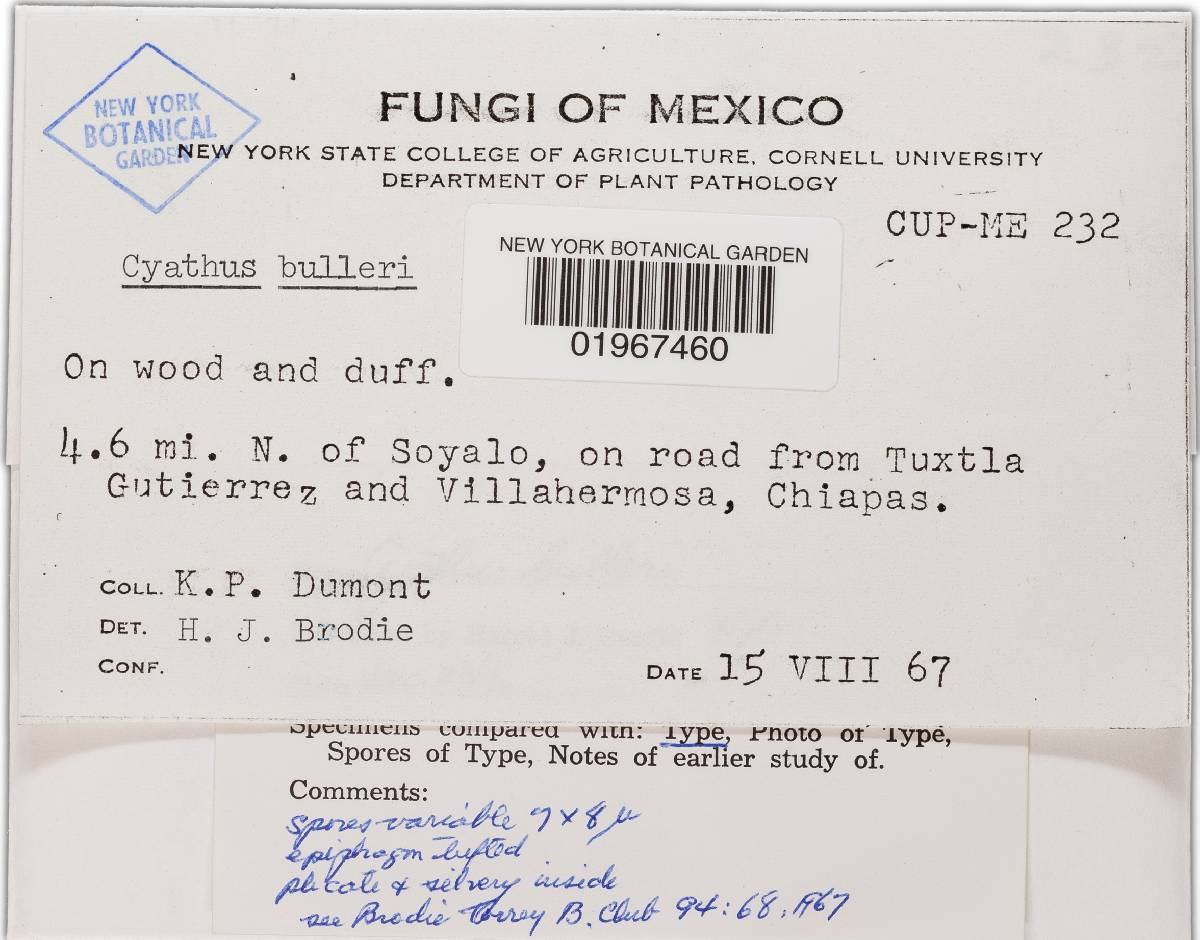 NEW YORK
BOTANICAL
GARDEN
FUNGI OF MEXICO
NEW YORK STATE COLLEGE OF AGRICULTURE, CORNELL UNIVERSITY
DEPARTMENT OF PLANT PATHOLOGY
CUP-ME 232
NEW YORK BOTANICAL GARDEN
01967460
Cyathus bulleri
On wood and duff.
4.6 mi. N. of Soyalo, on road from Tuxtla
Gutierrez and Villahermosa, Chiapas.
COLL. K.P. Dumont
DET. H. J. Brodie
CONF.
DATE 15 VIII 67
Specimens compared with: Type, Photo of Type,
Spores of Type, Notes of earlier study of.
Comments:
spores variable 7 x 8 µ
epiphragm tufted
plicate & silvery inside
see Brodie Torrey B. Club 94:68, 1967